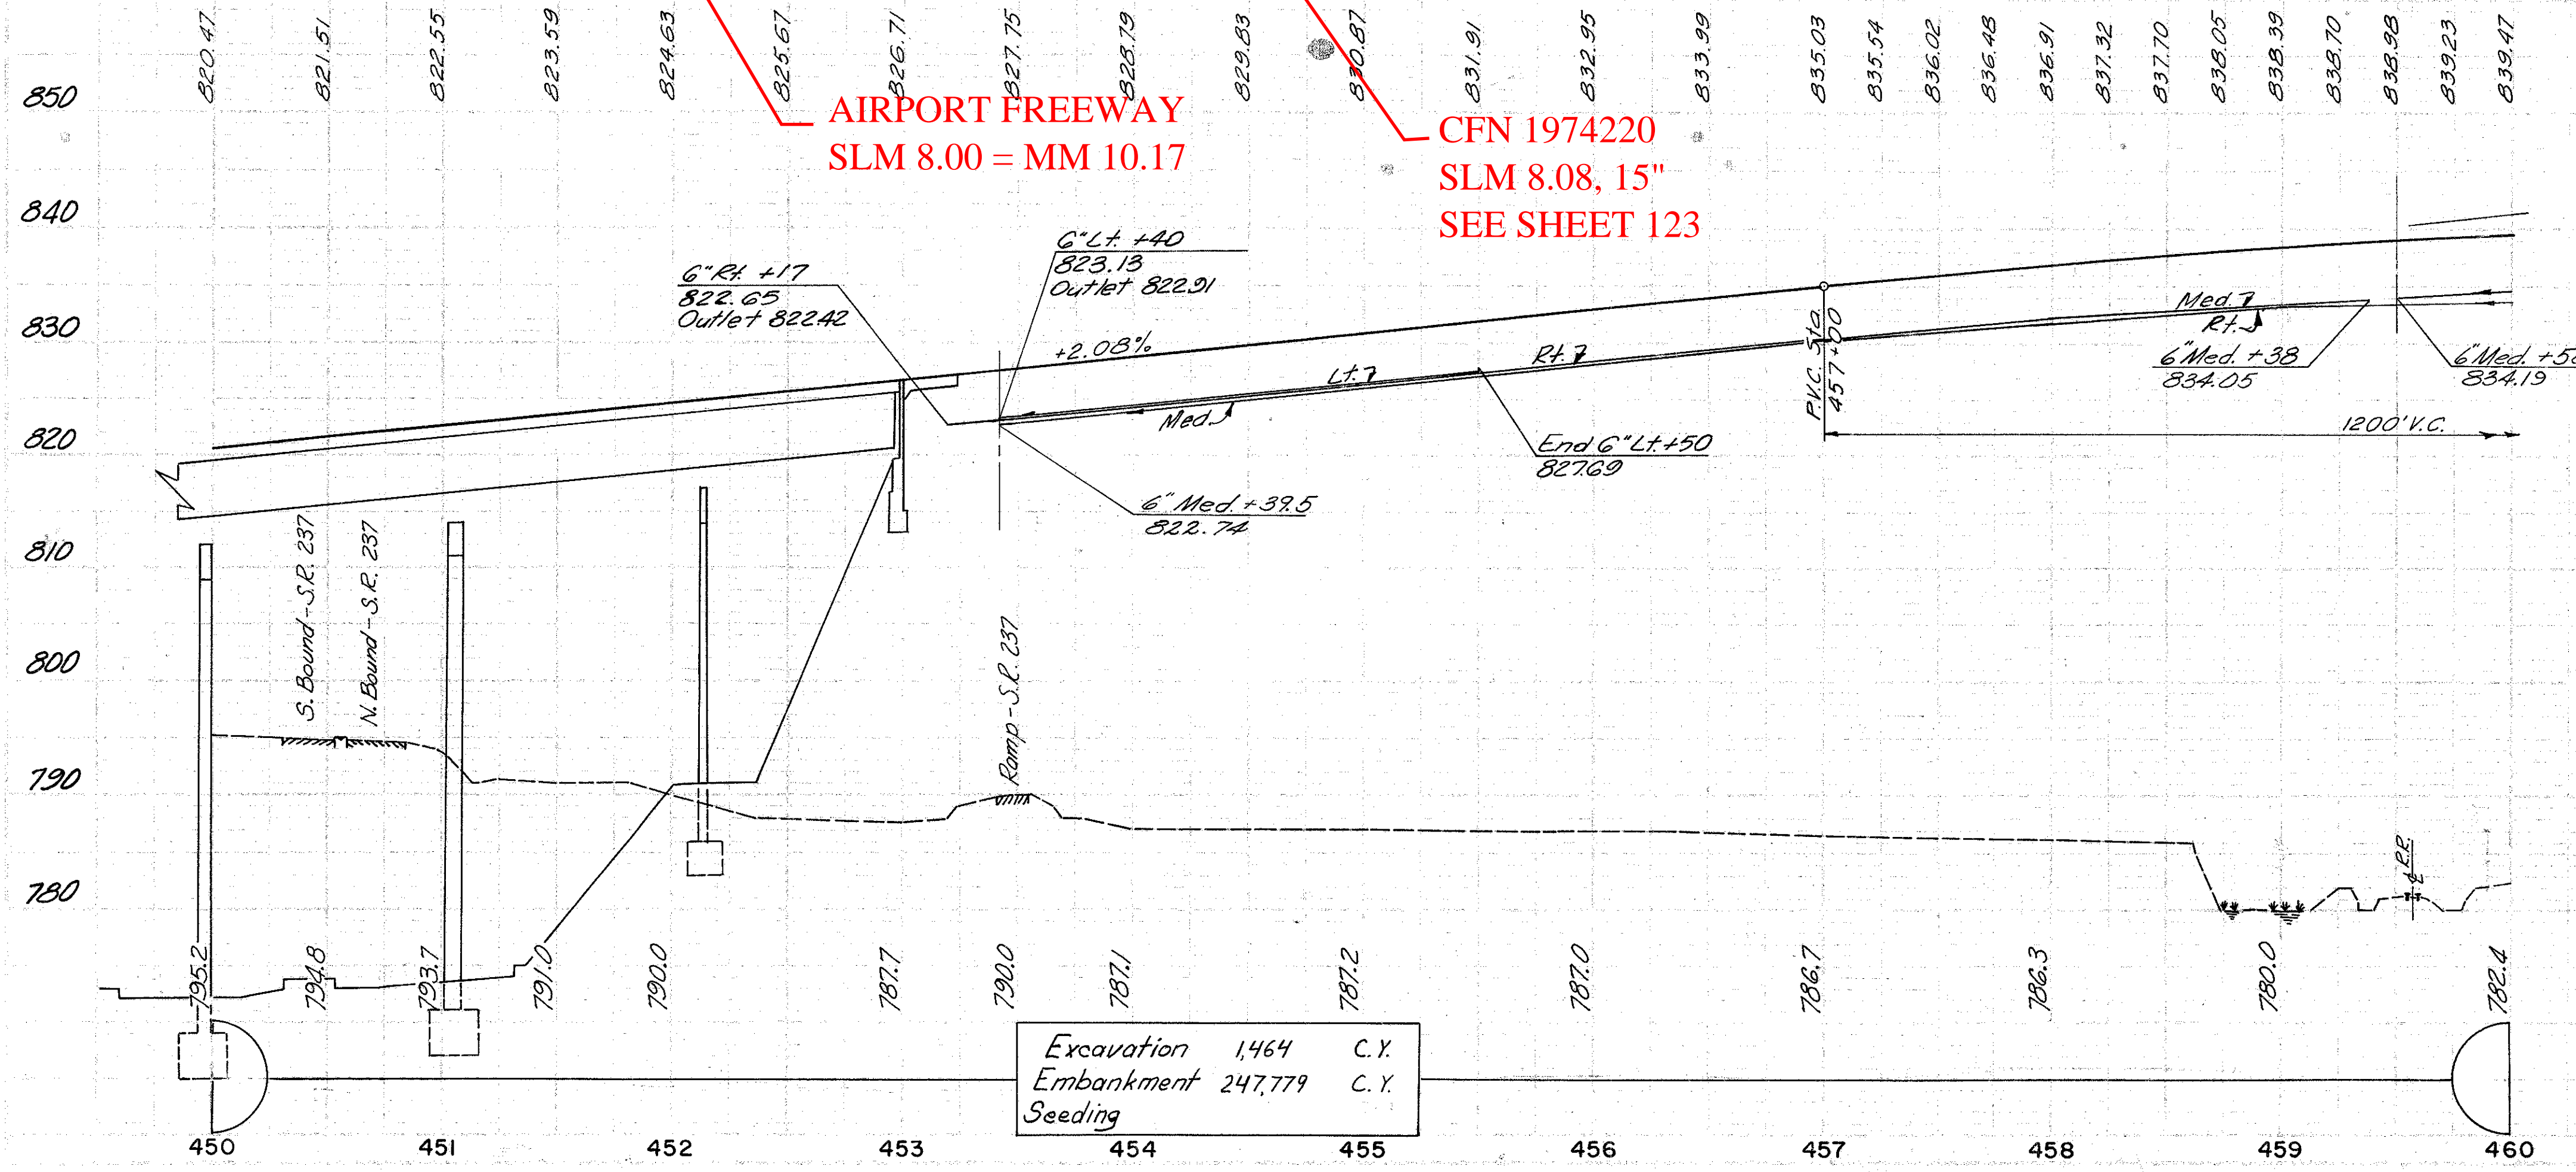 820.47
821.51
822.55
823.59
824.63
825.67
826.71
827.75
828.79
829.83
830.87
831.91
832.95
833.99
835.03
835.54
836.02
836.48
836.91
837.32
837.70
838.05
838.39
838.70
838.98
839.23
839.47
850
840
830
820
810
800
790
780
AIRPORT FREEWAY
SLM 8.00 = MM 10.17
CFN 1974220
SLM 8.08, 15"
SEE SHEET 123
6" Rt. +17
822.65
Outlet 822.42
6" Lt. +40
823.13
Outlet 822.91
+2.08%
Lt.
Rt.
Med.
6" Med. +39.5
822.74
End 6" Lt. +50
827.69
P.V.C. Sta.
457+00
Med.
Rt.
6" Med. +38
834.05
6" Med. +50
834.19
1200' V.C.
S. Bound - S.R. 237
N. Bound - S.R. 237
Ramp - S.R. 237
℄ R.R.
795.2
794.8
793.7
791.0
790.0
787.7
790.0
787.1
787.2
787.0
786.7
786.3
780.0
782.4
Excavation 1,464 C.Y.
Embankment 247,779 C.Y.
Seeding
450
451
452
453
454
455
456
457
458
459
460